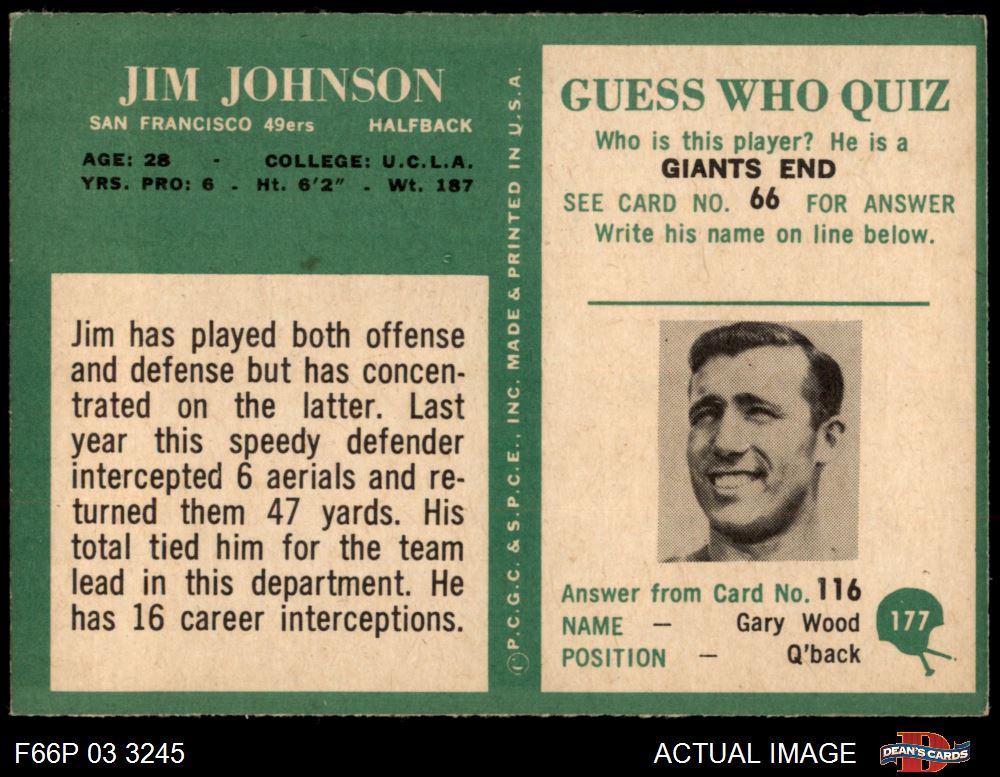 JIM JOHNSON
SAN FRANCISCO 49ers HALFBACK
AGE: 28 - COLLEGE: U.C.L.A.
YRS. PRO: 6 - Ht. 6'2" - Wt. 187
Jim has played both offense
and defense but has concen-
trated on the latter. Last
year this speedy defender
intercepted 6 aerials and re-
turned them 47 yards. His
total tied him for the team
lead in this department. He
has 16 career interceptions.
©P.C.G.C. & S.P.C.E., INC. MADE & PRINTED IN U.S.A.
GUESS WHO QUIZ
Who is this player? He is a
GIANTS END
SEE CARD NO. 66 FOR ANSWER
Write his name on line below.
Answer from Card No. 116
NAME — Gary Wood
POSITION — Q'back
177
F66P 03 3245
ACTUAL IMAGE
D
DEAN'S CARDS